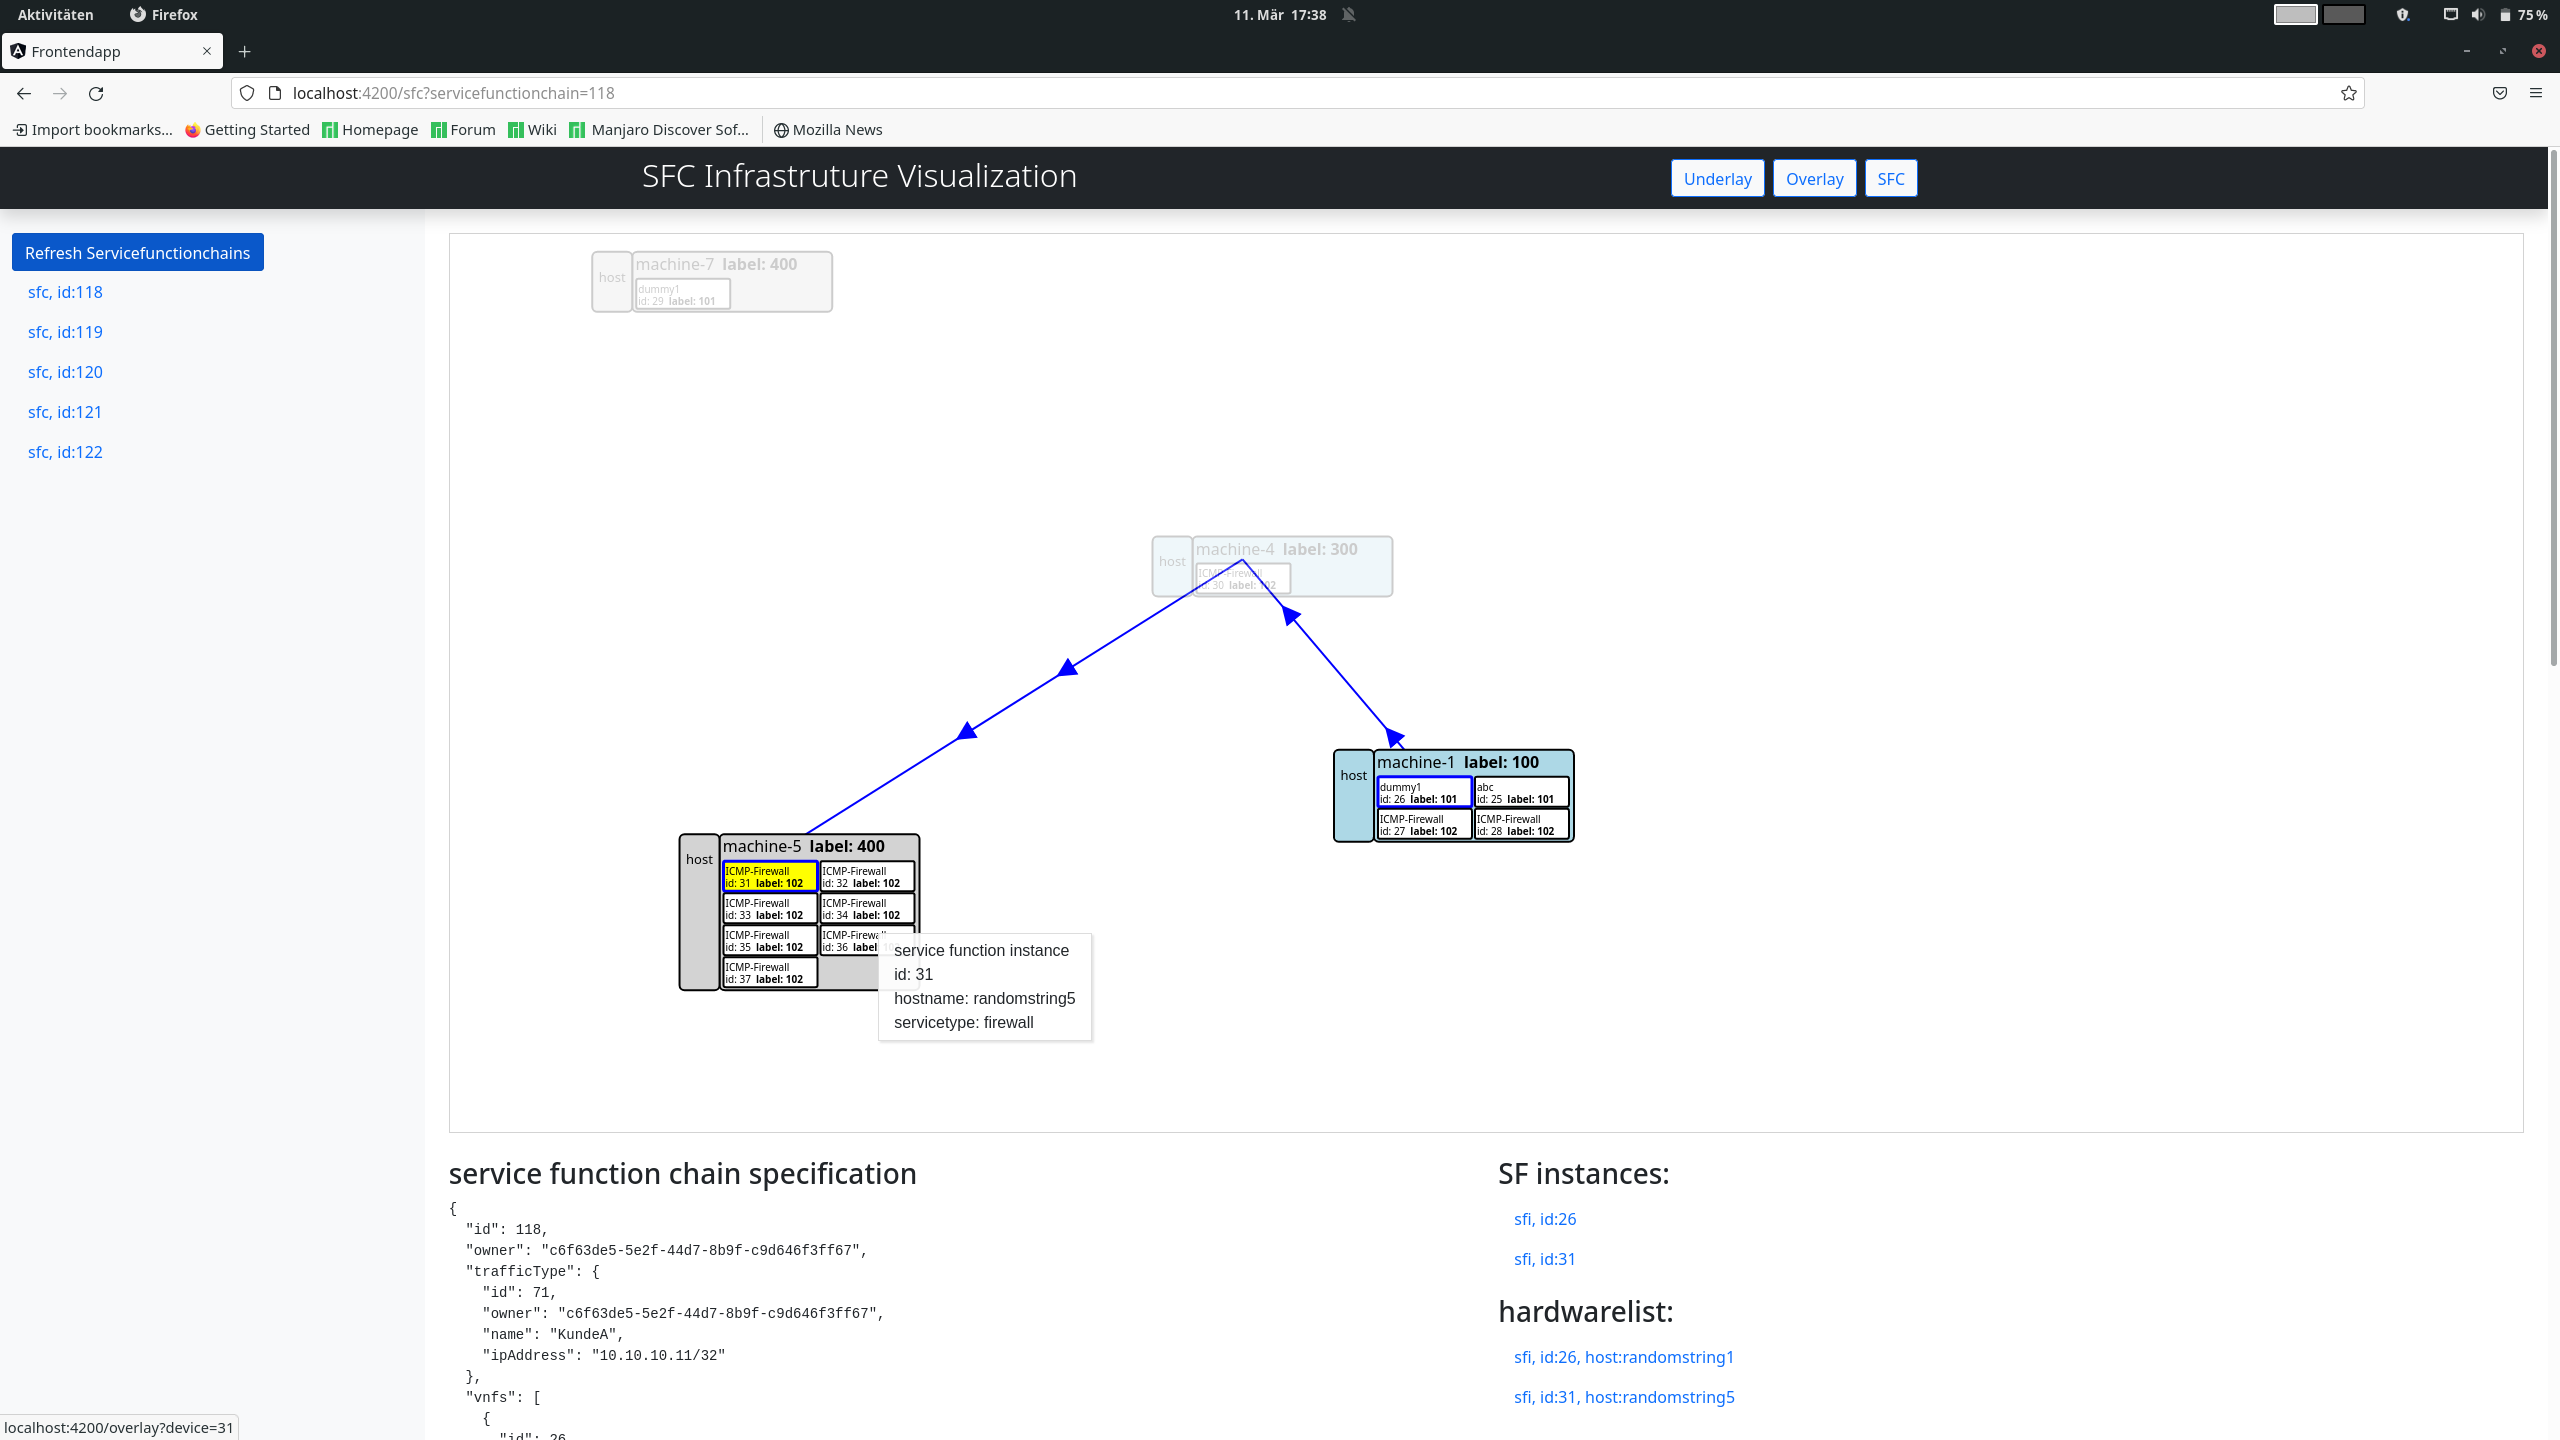 Aktivitäten Firefox 11. Mär 17:38 75 %
Frontendapp
localhost:4200/sfc?servicefunctionchain=118
Import bookmarks... Getting Started Homepage Forum Wiki Manjaro Discover Sof... Mozilla News
SFC Infrastruture Visualization Underlay Overlay SFC
Refresh Servicefunctionchains
sfc, id:118
sfc, id:119
sfc, id:120
sfc, id:121
sfc, id:122
host machine-7 label: 400
dummy1
id: 29 label: 101
host machine-4 label: 300
ICMP-Firewall
id: 30 label: 102
host machine-1 label: 100
dummy1 abc
id: 26 label: 101 id: 25 label: 101
ICMP-Firewall ICMP-Firewall
id: 27 label: 102 id: 28 label: 102
host machine-5 label: 400
ICMP-Firewall ICMP-Firewall
id: 31 label: 102 id: 32 label: 102
ICMP-Firewall ICMP-Firewall
id: 33 label: 102 id: 34 label: 102
ICMP-Firewall ICMP-Firewall
id: 35 label: 102 id: 36 label: 102
ICMP-Firewall
id: 37 label: 102
service function instance
id: 31
hostname: randomstring5
servicetype: firewall
service function chain specification
{
"id": 118,
"owner": "c6f63de5-5e2f-44d7-8b9f-c9d646f3ff67",
"trafficType": {
"id": 71,
"owner": "c6f63de5-5e2f-44d7-8b9f-c9d646f3ff67",
"name": "KundeA",
"ipAddress": "10.10.10.11/32"
},
"vnfs": [
{
"id": 26
SF instances:
sfi, id:26
sfi, id:31
hardwarelist:
sfi, id:26, host:randomstring1
sfi, id:31, host:randomstring5
localhost:4200/overlay?device=31